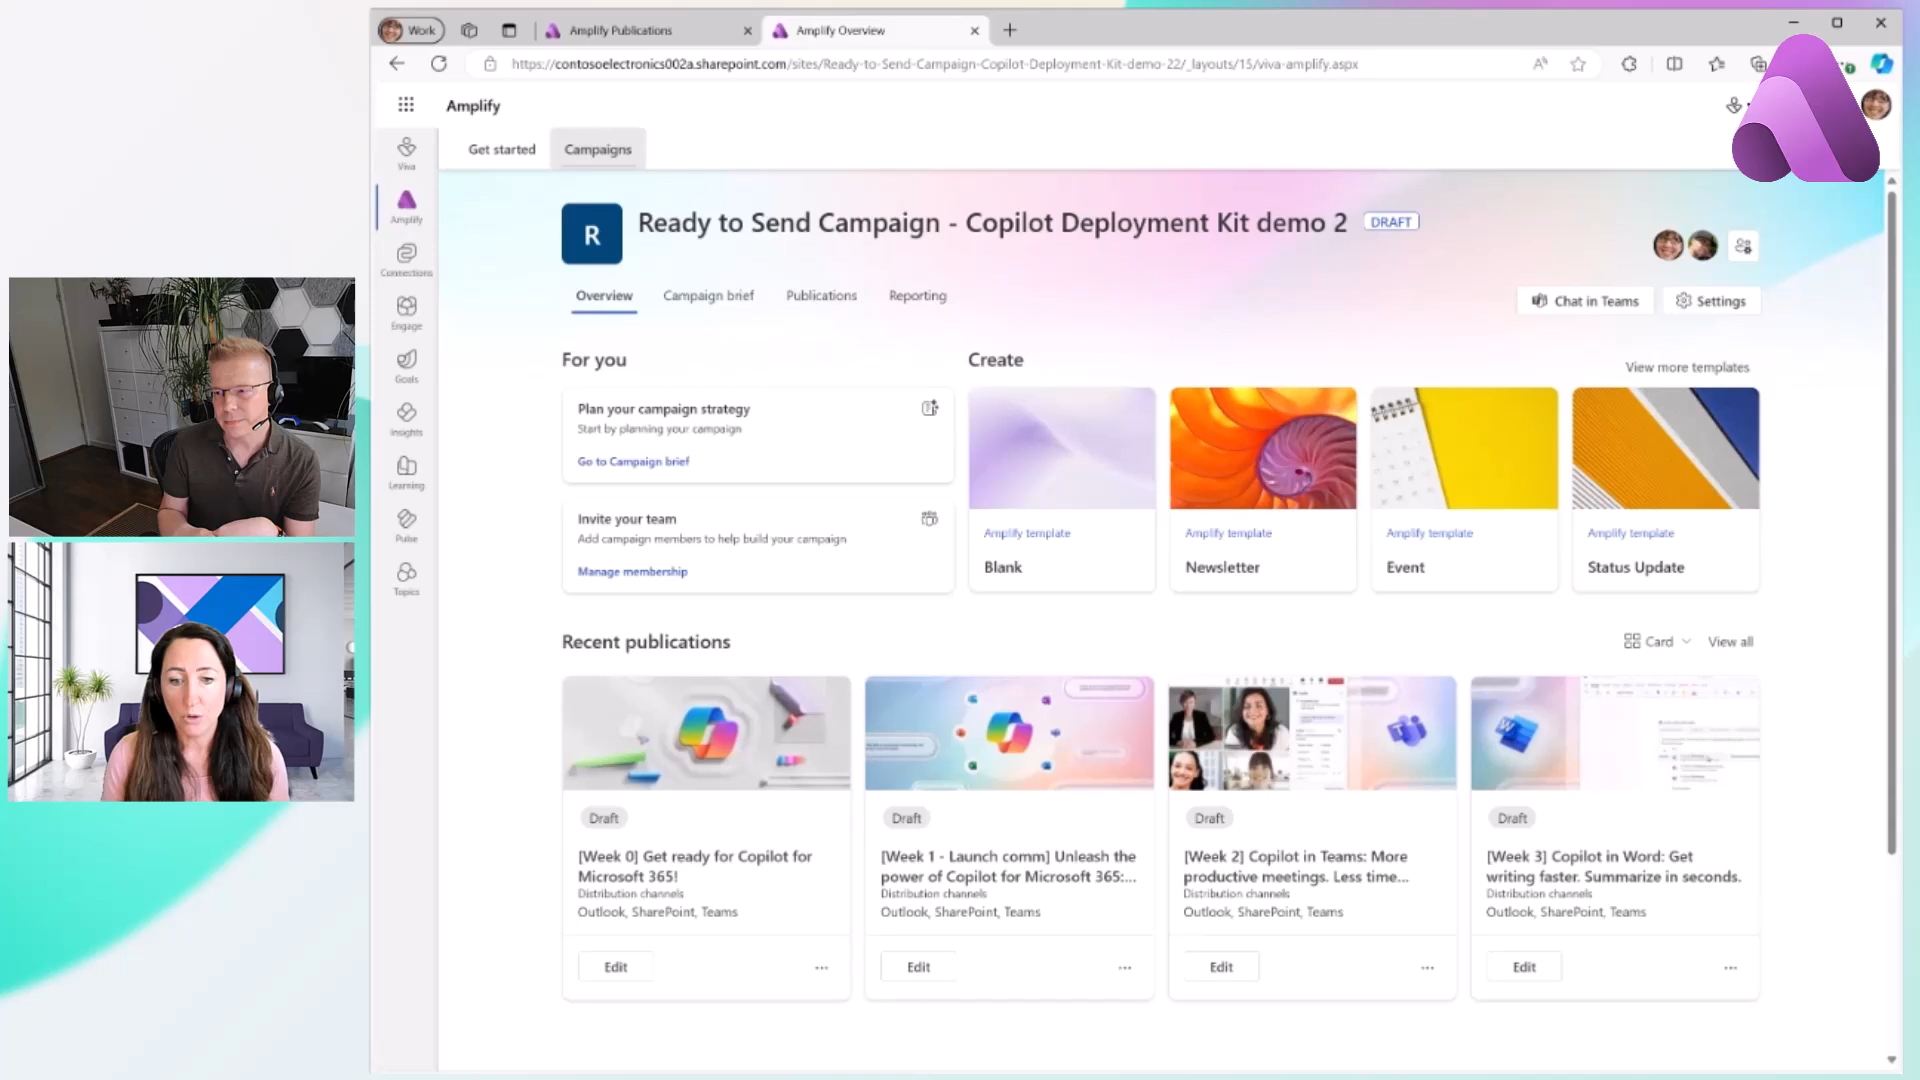 Work
Amplify Publications
Amplify Overview
https://contosoelectronics002a.sharepoint.com/sites/Ready-to-Send-Campaign-Copilot-Deployment-Kit-demo-22/_layouts/15/viva-amplify.aspx
Amplify
Get started
Campaigns
Viva
Amplify
Connections
Engage
Goals
Insights
Learning
Pulse
Topics
R
Ready to Send Campaign - Copilot Deployment Kit demo 2
DRAFT
Overview
Campaign brief
Publications
Reporting
Chat in Teams
Settings
For you
Plan your campaign strategy
Start by planning your campaign
Go to Campaign brief
Invite your team
Add campaign members to help build your campaign
Manage membership
Create
View more templates
Amplify template
Blank
Amplify template
Newsletter
Amplify template
Event
Amplify template
Status Update
Recent publications
Card
View all
Draft
[Week 0] Get ready for Copilot for
Microsoft 365!
Distribution channels
Outlook, SharePoint, Teams
Edit
Draft
[Week 1 - Launch comm] Unleash the
power of Copilot for Microsoft 365:...
Distribution channels
Outlook, SharePoint, Teams
Edit
Draft
[Week 2] Copilot in Teams: More
productive meetings. Less time...
Distribution channels
Outlook, SharePoint, Teams
Edit
Draft
[Week 3] Copilot in Word: Get
writing faster. Summarize in seconds.
Distribution channels
Outlook, SharePoint, Teams
Edit